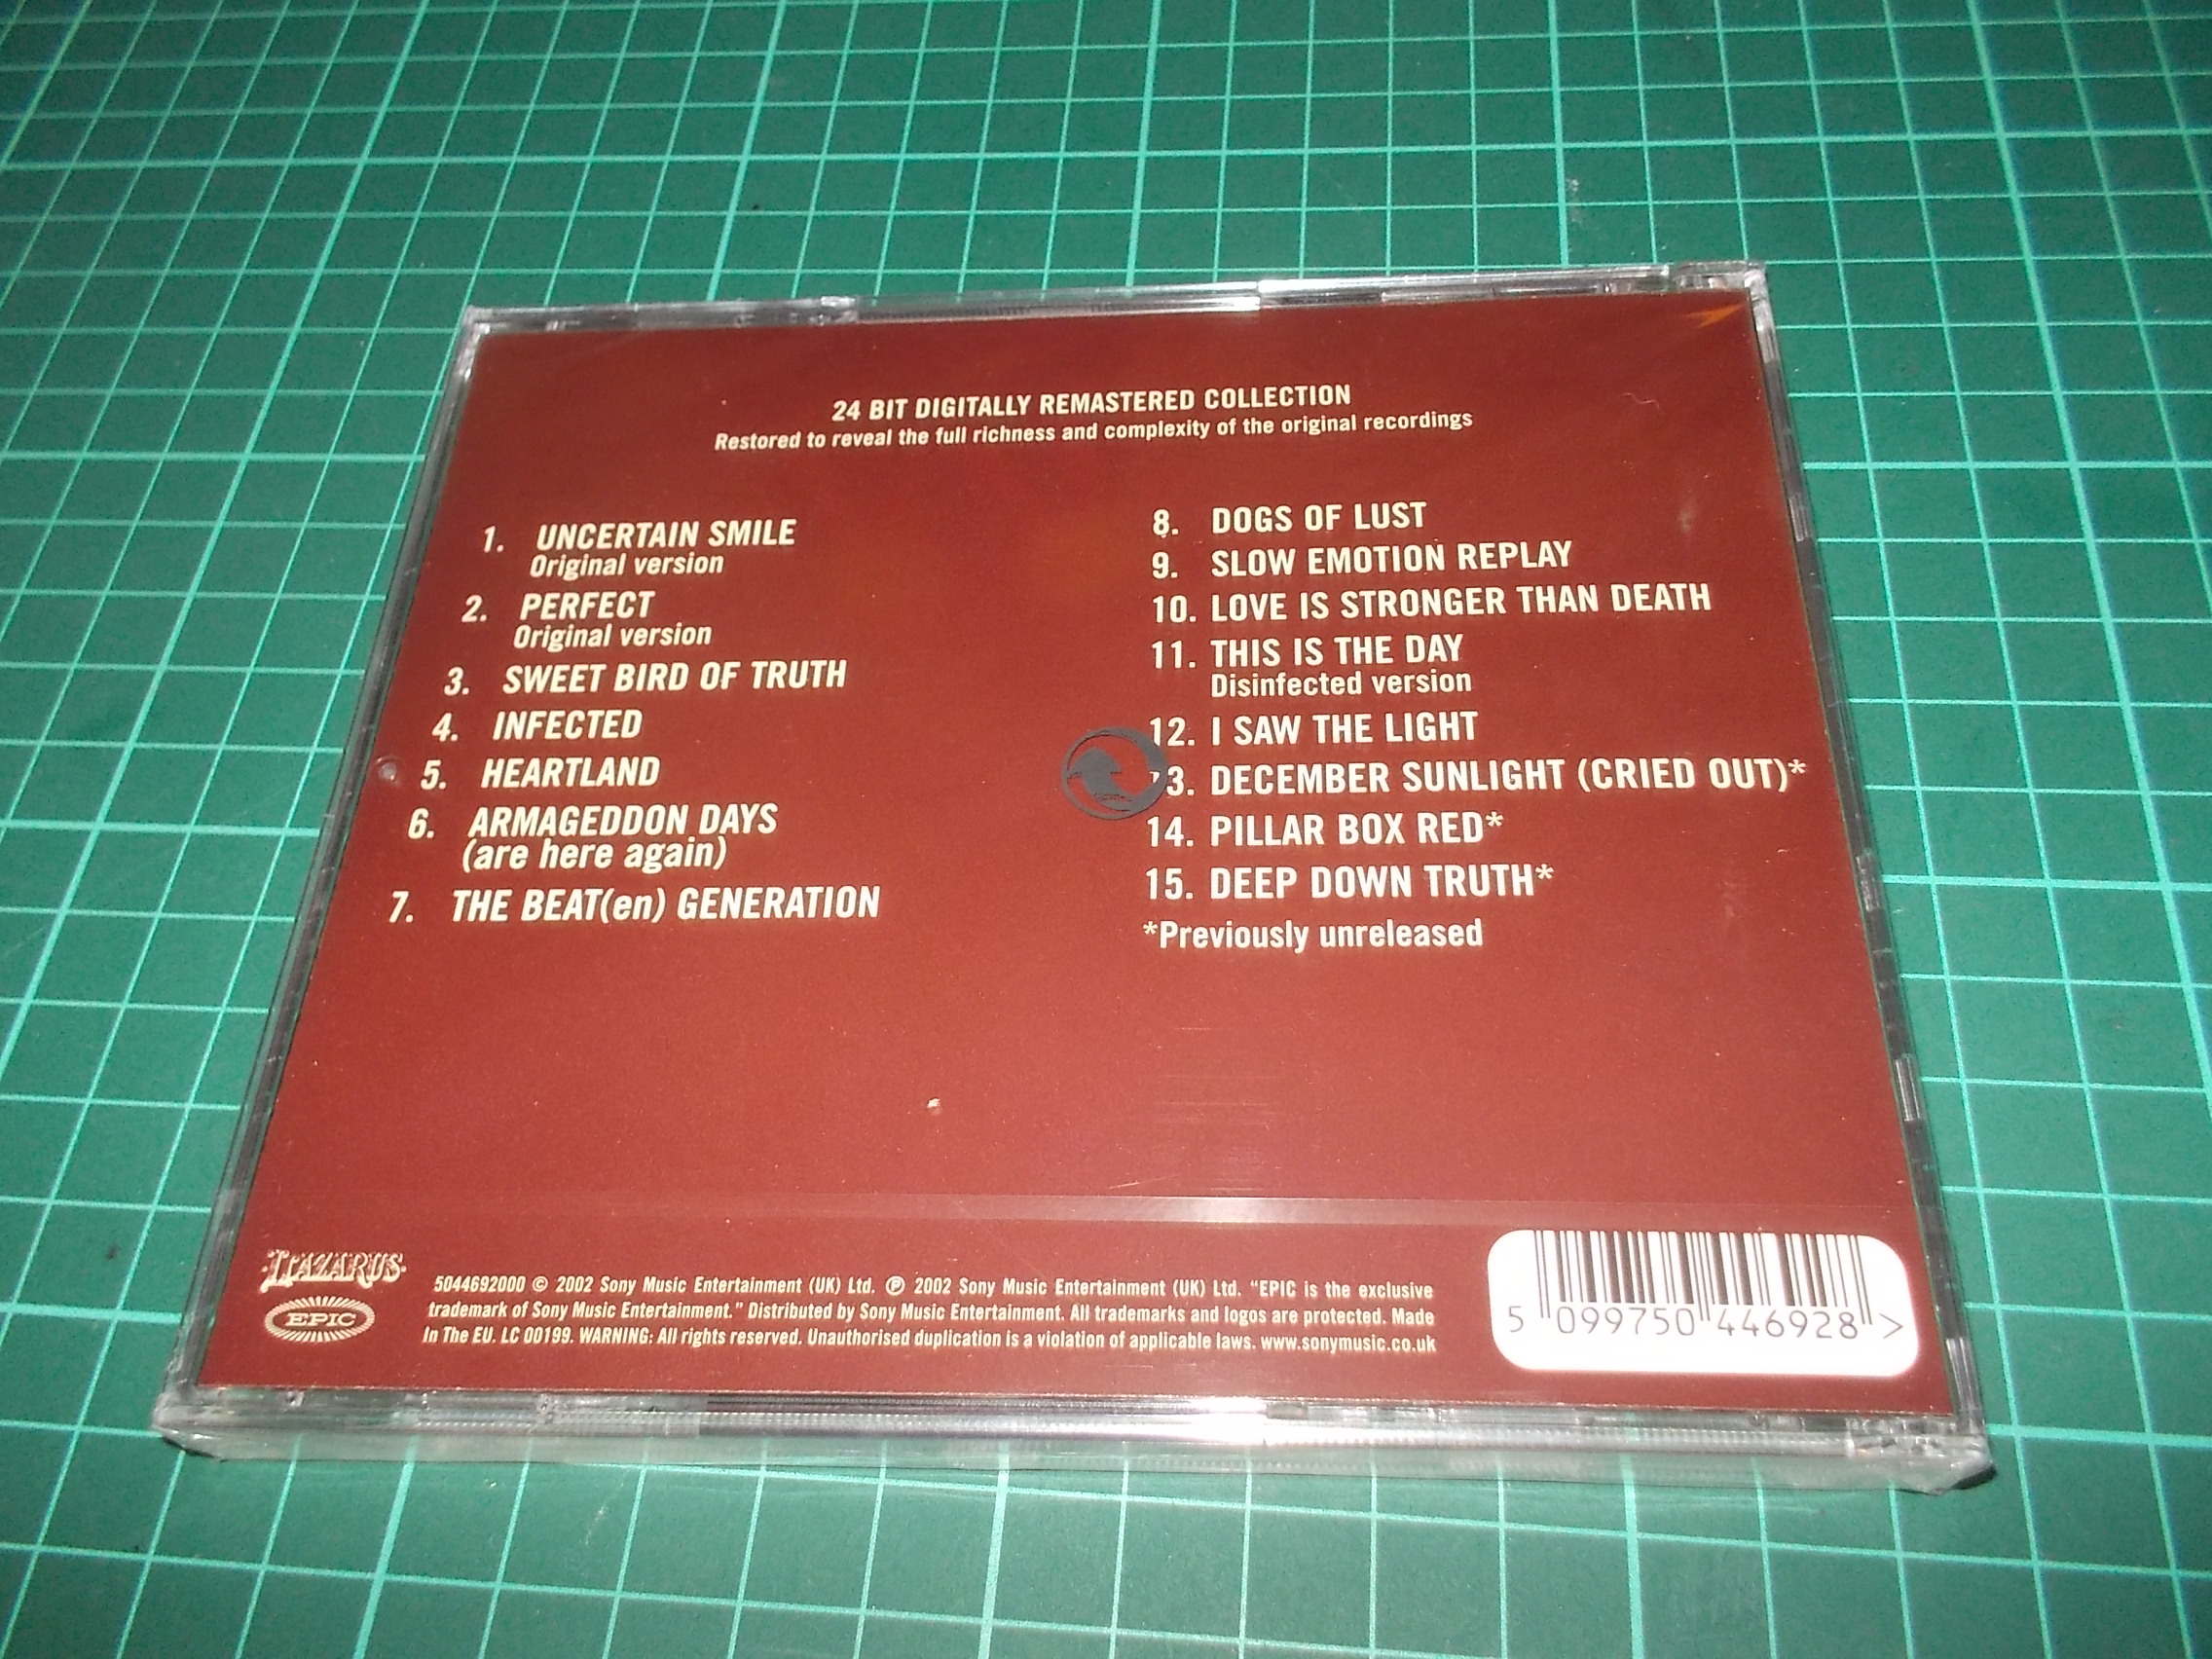 24 BIT DIGITALLY REMASTERED COLLECTION
Restored to reveal the full richness and complexity of the original recordings
1. UNCERTAIN SMILE
Original version
2. PERFECT
Original version
3. SWEET BIRD OF TRUTH
4. INFECTED
5. HEARTLAND
6. ARMAGEDDON DAYS
(are here again)
7. THE BEAT(en) GENERATION
8. DOGS OF LUST
9. SLOW EMOTION REPLAY
10. LOVE IS STRONGER THAN DEATH
11. THIS IS THE DAY
Disinfected version
12. I SAW THE LIGHT
13. DECEMBER SUNLIGHT (CRIED OUT)*
14. PILLAR BOX RED*
15. DEEP DOWN TRUTH*
*Previously unreleased
LAZARUS
EPIC
5044692000 © 2002 Sony Music Entertainment (UK) Ltd. ℗ 2002 Sony Music Entertainment (UK) Ltd. "EPIC is the exclusive
trademark of Sony Music Entertainment." Distributed by Sony Music Entertainment. All trademarks and logos are protected. Made
In The EU. LC 00199. WARNING: All rights reserved. Unauthorised duplication is a violation of applicable laws. www.sonymusic.co.uk
5 099750 446928 >